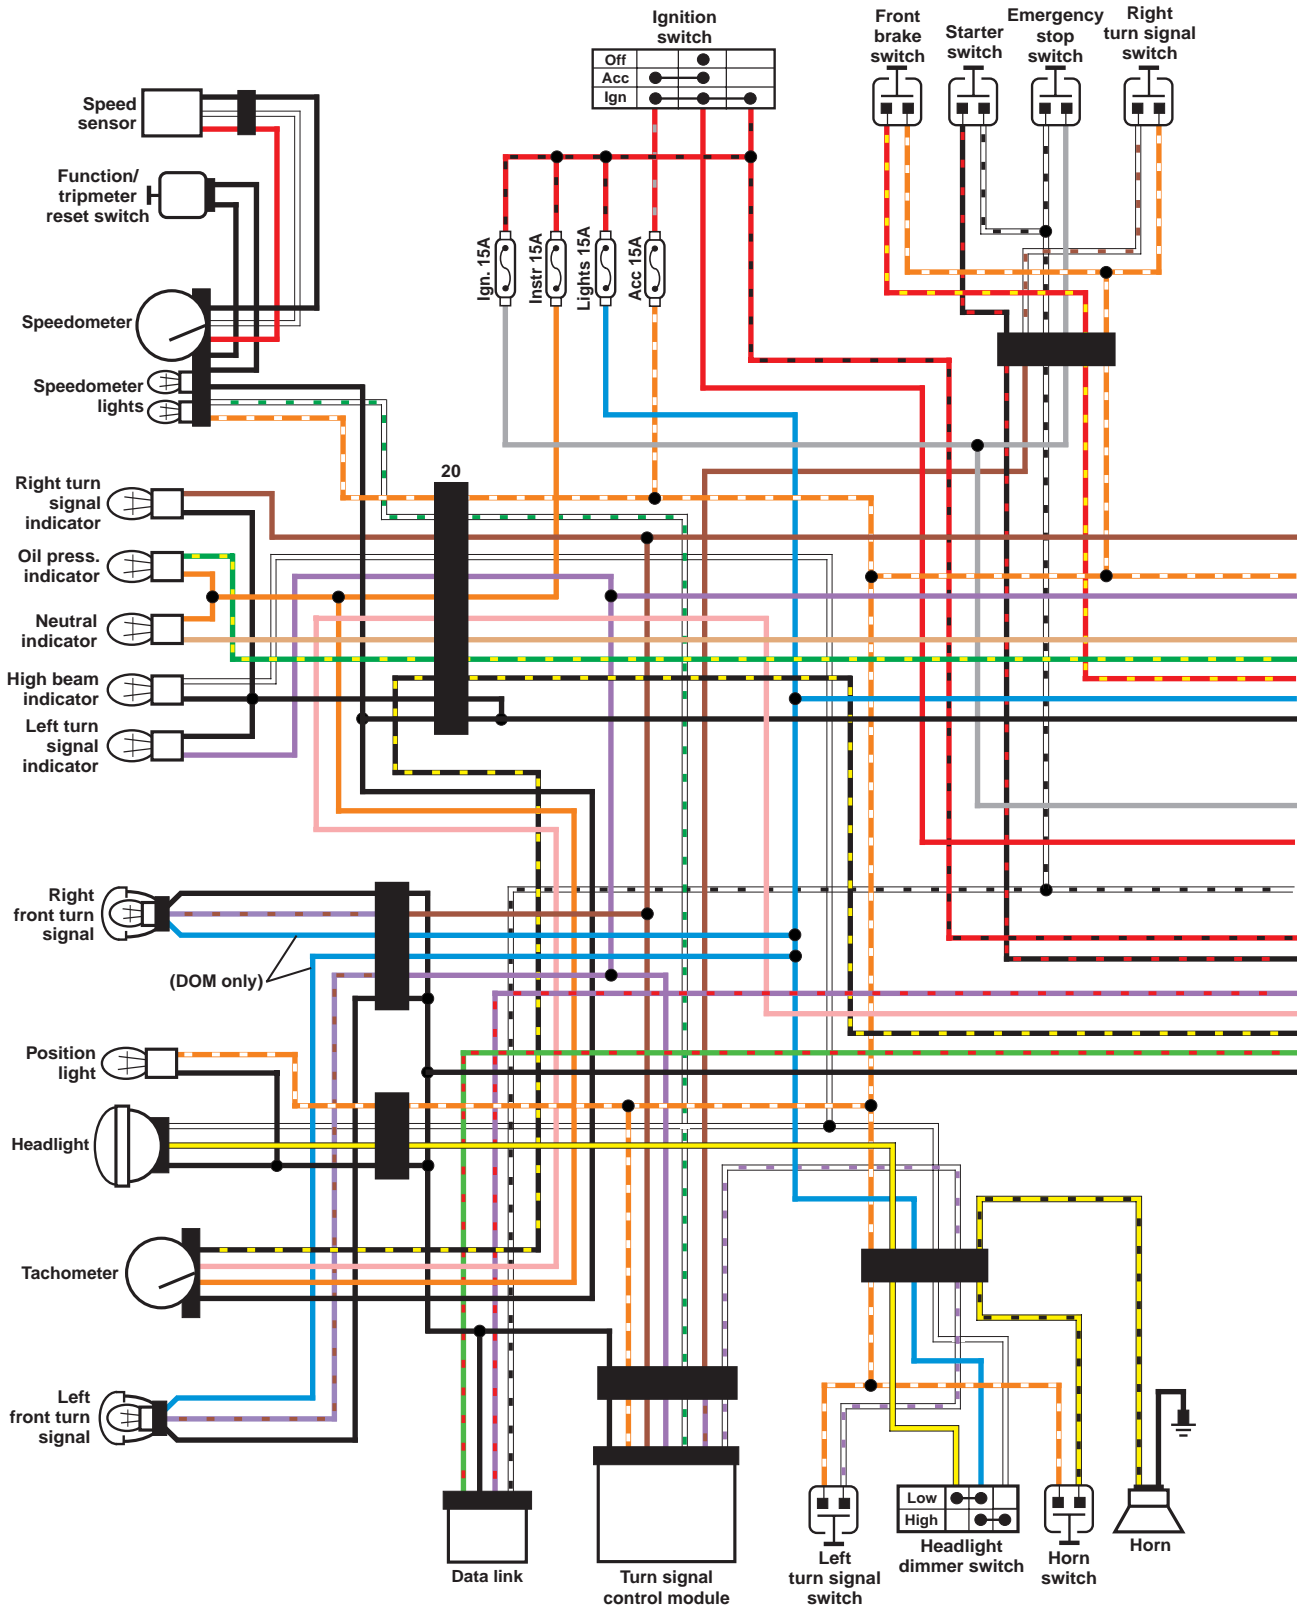 Ignition
switch
Off
Acc
Ign
Front
brake
switch
Starter
switch
Emergency
stop
switch
Right
turn signal
switch
Speed
sensor
Function/
tripmeter
reset switch
Ign. 15A
Instr 15A
Lights 15A
Acc 15A
Speedometer
Speedometer
lights
20
Right turn
signal
indicator
Oil press.
indicator
Neutral
indicator
High beam
indicator
Left turn
signal
indicator
Right
front turn
signal
(DOM only)
Position
light
Headlight
Tachometer
Left
front turn
signal
Data link
Turn signal
control module
Left
turn signal
switch
Low
High
Headlight
dimmer switch
Horn
switch
Horn